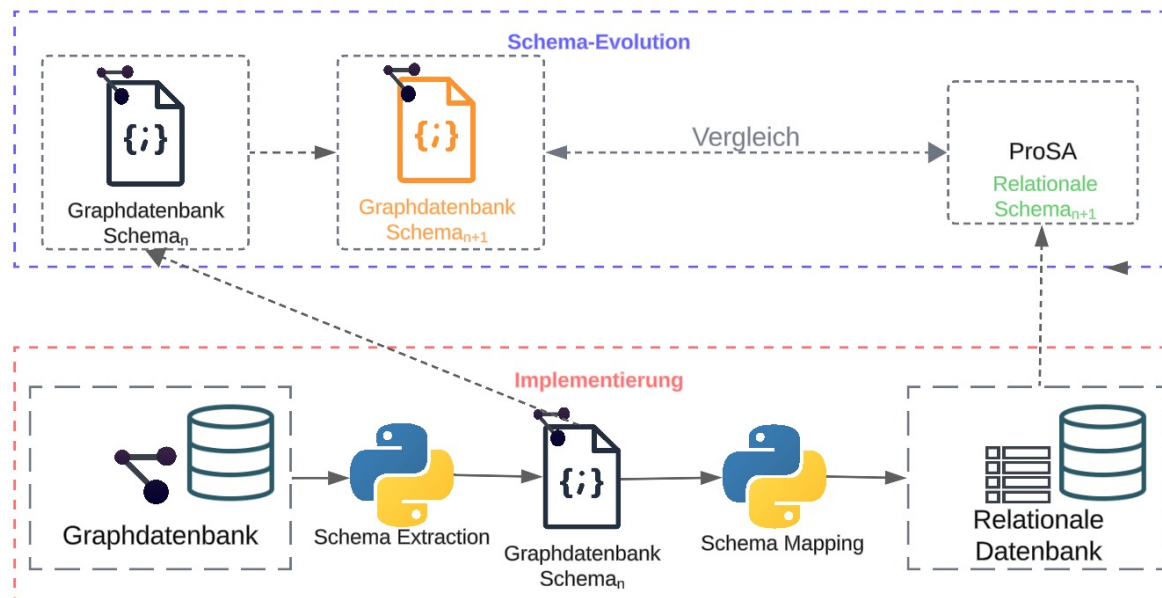 Schema-Evolution
{;}
{;}
Graphdatenbank
Schemaₙ
Graphdatenbank
Schemaₙ₊₁
Vergleich
ProSA
Relationale
Schemaₙ₊₁
Implementierung
Graphdatenbank
Schema Extraction
{;}
Graphdatenbank
Schemaₙ
Schema Mapping
Relationale
Datenbank